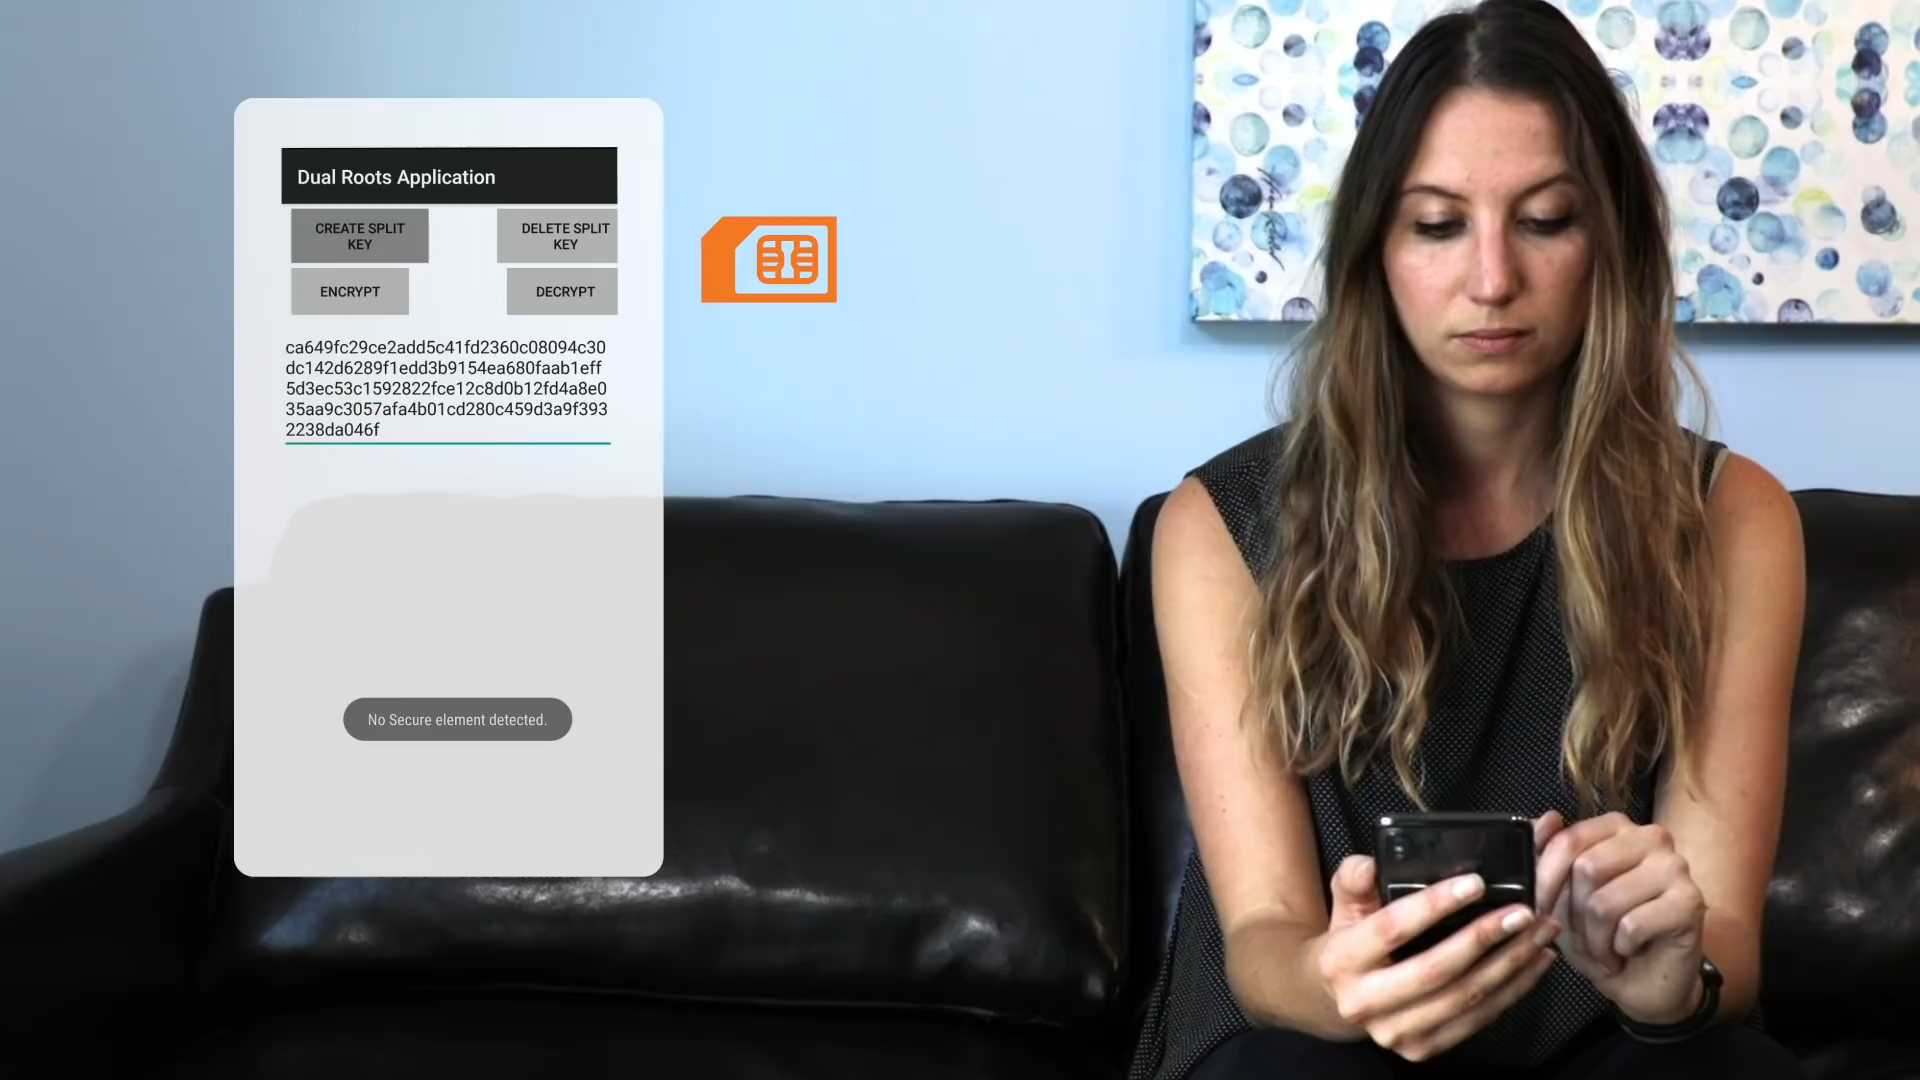 Dual Roots Application
CREATE SPLIT
KEY
DELETE SPLIT
KEY
ENCRYPT
DECRYPT
ca649fc29ce2add5c41fd2360c08094c30
dc142d6289f1edd3b9154ea680faab1eff
5d3ec53c1592822fce12c8d0b12fd4a8e0
35aa9c3057afa4b01cd280c459d3a9f393
2238da046f
No Secure element detected.